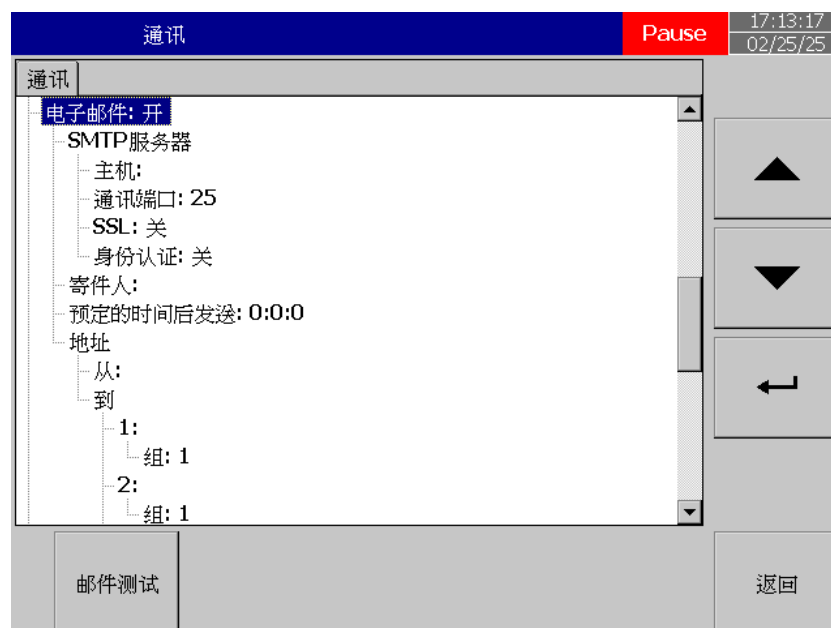 通讯
Pause
17:13:17
02/25/25
通讯
电子邮件: 开
SMTP服务器
主机:
通讯端口: 25
SSL: 关
身份认证: 关
寄件人:
预定的时间后发送: 0:0:0
地址
从:
到
1:
组: 1
2:
组: 1
邮件测试
返回